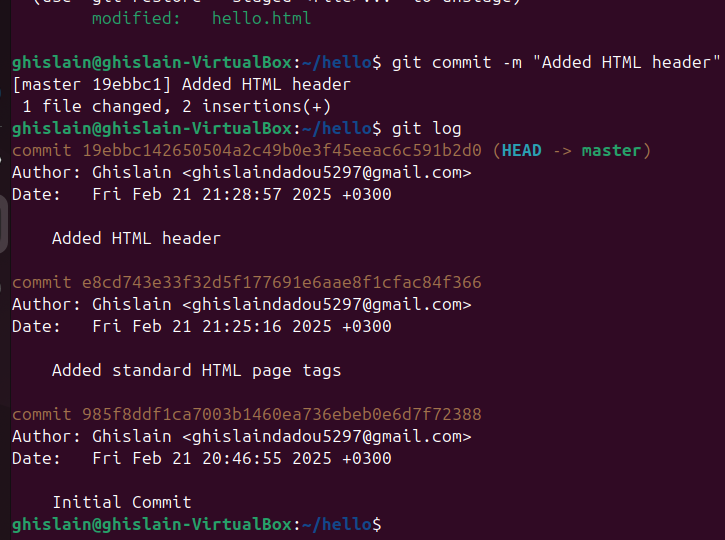 (use "git restore --staged <file>..." to unstage)
modified:   hello.html
ghislain@ghislain-VirtualBox:~/hello$ git commit -m "Added HTML header"
[master 19ebbc1] Added HTML header
1 file changed, 2 insertions(+)
ghislain@ghislain-VirtualBox:~/hello$ git log
commit 19ebbc142650504a2c49b0e3f45eeac6c591b2d0 (HEAD -> master)
Author: Ghislain <ghislaindadou5297@gmail.com>
Date:   Fri Feb 21 21:28:57 2025 +0300
Added HTML header
commit e8cd743e33f32d5f177691e6aae8f1cfac84f366
Author: Ghislain <ghislaindadou5297@gmail.com>
Date:   Fri Feb 21 21:25:16 2025 +0300
Added standard HTML page tags
commit 985f8ddf1ca7003b1460ea736ebeb0e6d7f72388
Author: Ghislain <ghislaindadou5297@gmail.com>
Date:   Fri Feb 21 20:46:55 2025 +0300
Initial Commit
ghislain@ghislain-VirtualBox:~/hello$